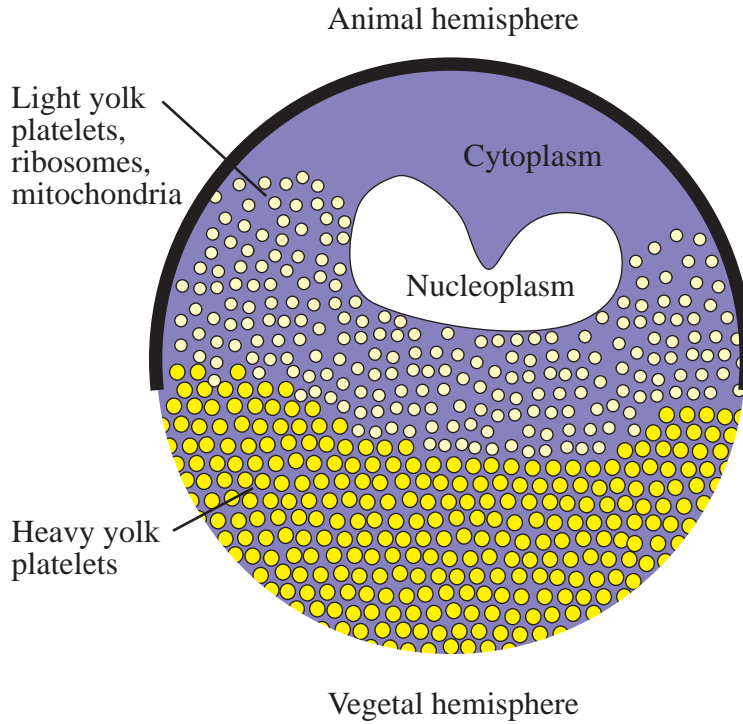 Animal hemisphere
Light yolk
platelets,
ribosomes,
mitochondria
Cytoplasm
Nucleoplasm
Heavy yolk
platelets
Vegetal hemisphere